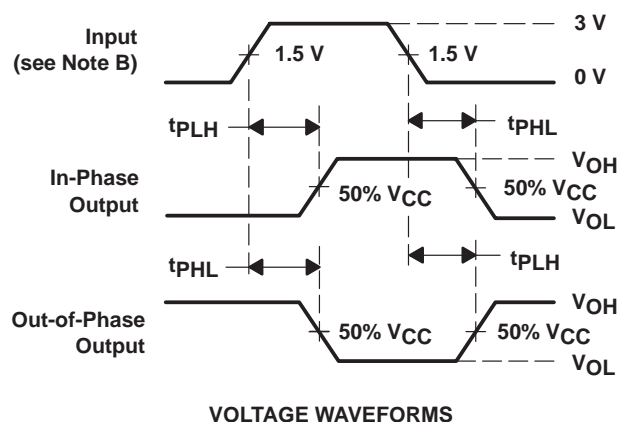 3 V
Input
(see Note B)
1.5 V
1.5 V
0 V
tPLH
tPHL
In-Phase
Output
50% VCC
VOH
50% VCC
VOL
tPHL
tPLH
Out-of-Phase
Output
50% VCC
VOH
50% VCC
VOL
VOLTAGE WAVEFORMS